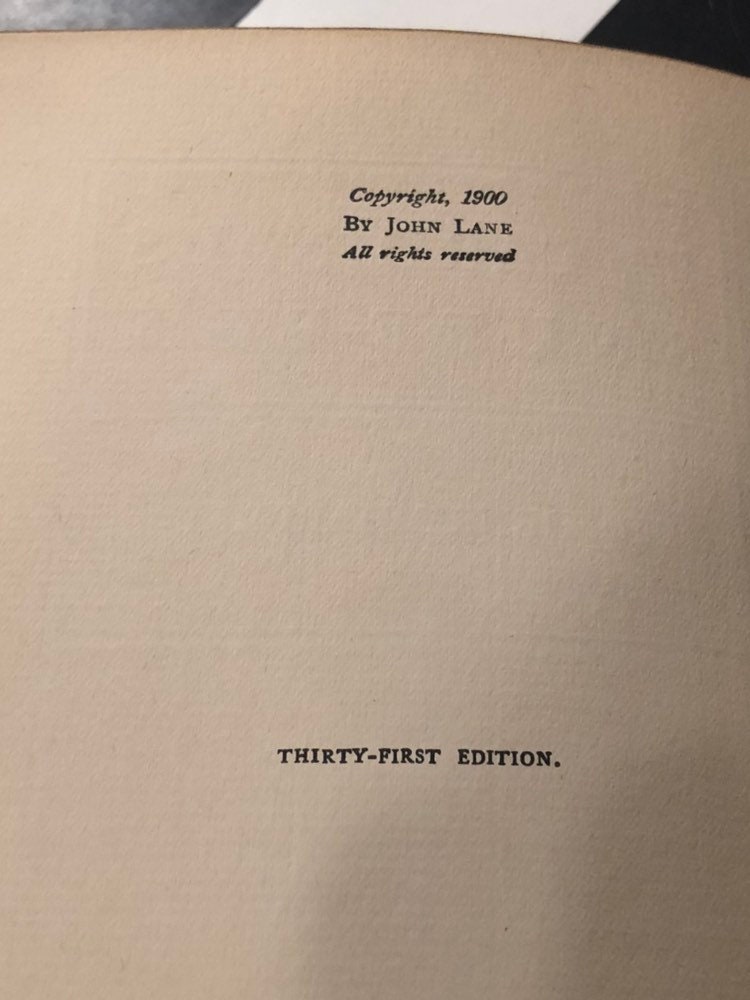 Copyright, 1900
By John Lane
All rights reserved
THIRTY-FIRST EDITION.